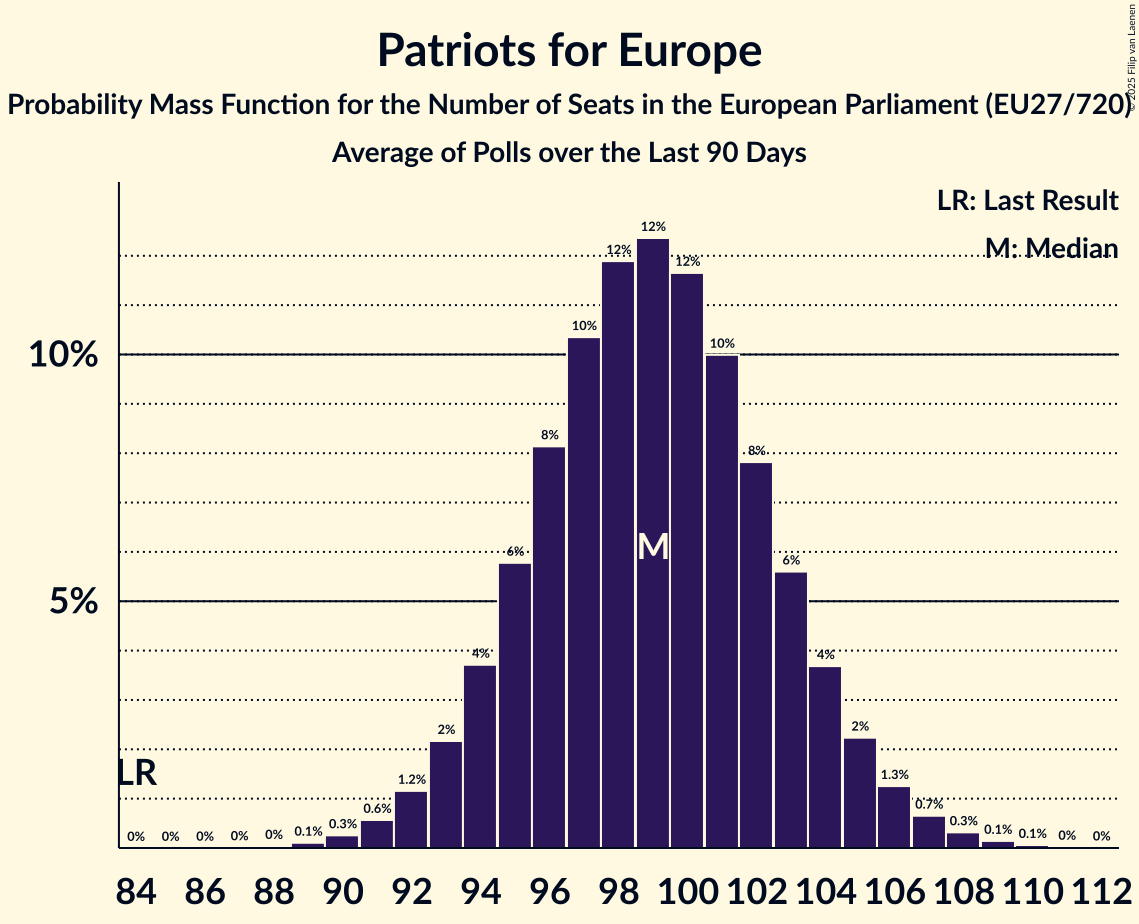 Patriots for Europe
Probability Mass Function for the Number of Seats in the European Parliament (EU27/720)
Average of Polls over the Last 90 Days
© 2025 Filip van Laenen
LR: Last Result
M: Median
10%
5%
LR
M
0% 0% 0% 0% 0% 0.1% 0.3% 0.6% 1.2% 2% 4% 6% 8% 10% 12% 12% 12% 10% 8% 6% 4% 2% 1.3% 0.7% 0.3% 0.1% 0.1% 0% 0%
84 86 88 90 92 94 96 98 100 102 104 106 108 110 112